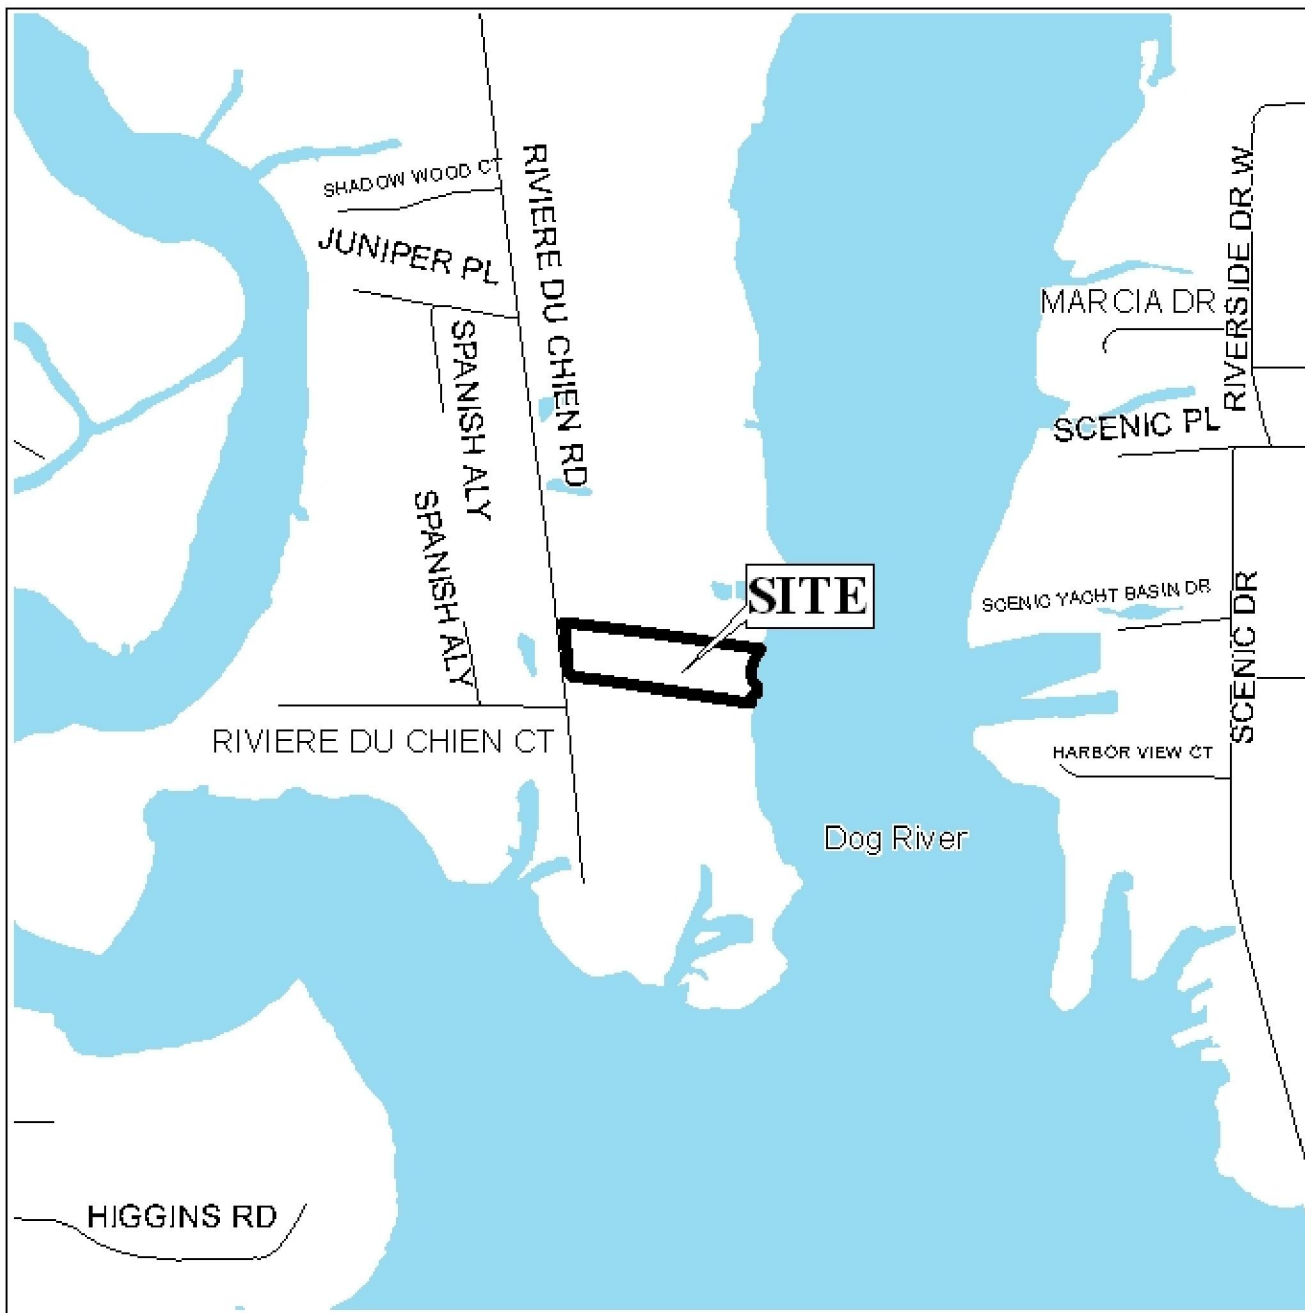 SHADOW WOOD CT
JUNIPER PL
RIVIERE DU CHIEN RD
SPANISH ALY
SPANISH ALY
RIVIERE DU CHIEN CT
SITE
RIVERSIDE DR W
MARCIA DR
SCENIC PL
SCENIC YACHT BASIN DR
SCENIC DR
HARBOR VIEW CT
Dog River
HIGGINS RD